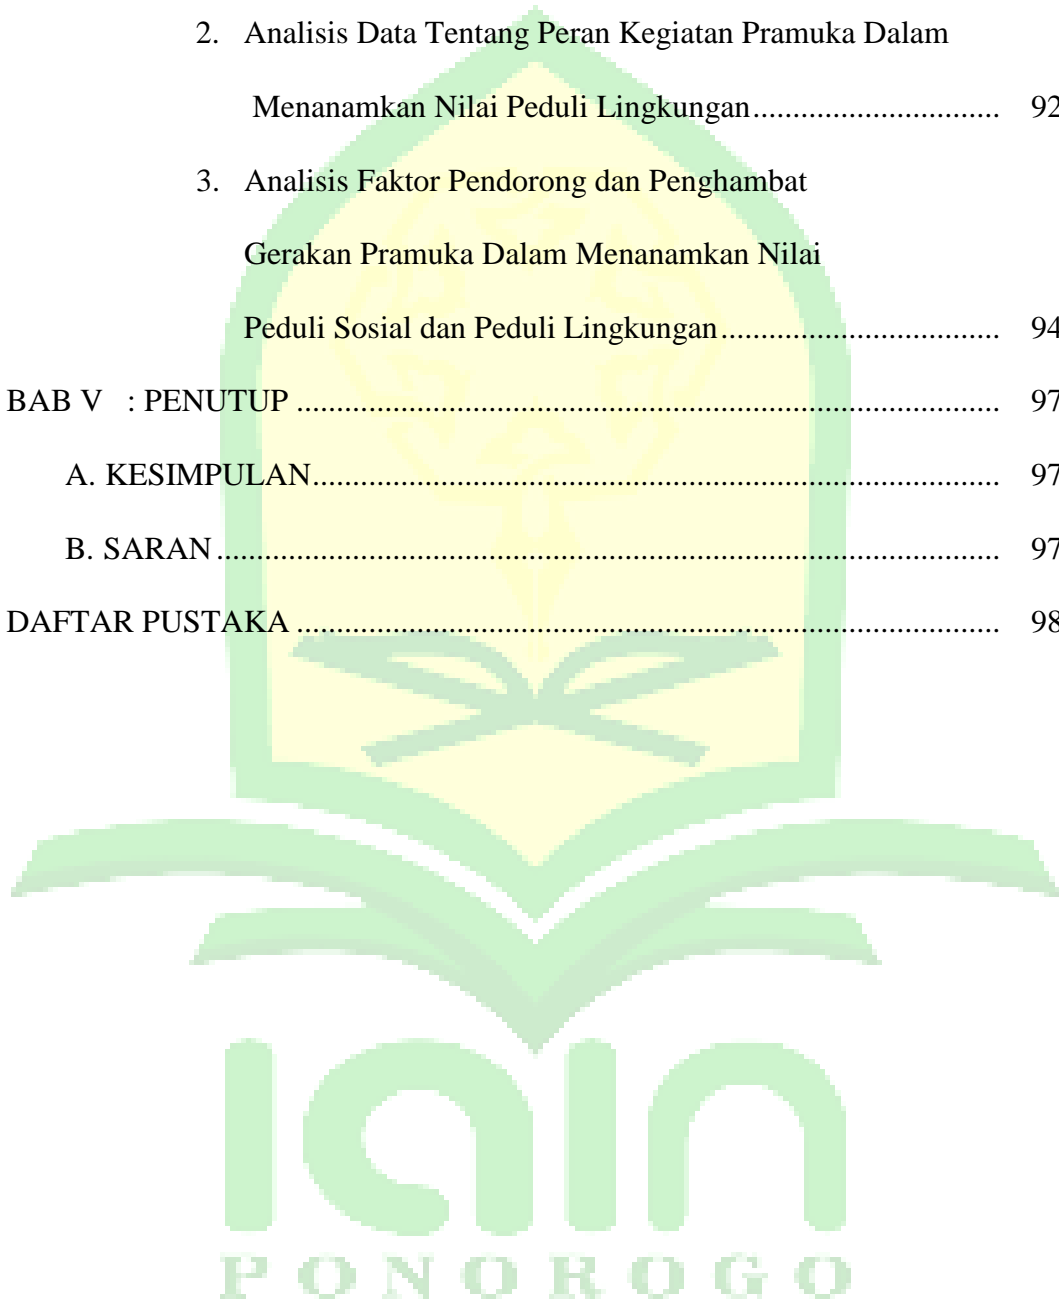 2. Analisis Data Tentang Peran Kegiatan Pramuka Dalam
Menanamkan Nilai Peduli Lingkungan............................ 92
3. Analisis Faktor Pendorong dan Penghambat
Gerakan Pramuka Dalam Menanamkan Nilai
Peduli Sosial dan Peduli Lingkungan................................ 94
BAB V : PENUTUP ........................................................................................ 97
A. KESIMPULAN...................................................................................... 97
B. SARAN .................................................................................................. 97
DAFTAR PUSTAKA ........................................................................................ 98
iain
PONOROGO